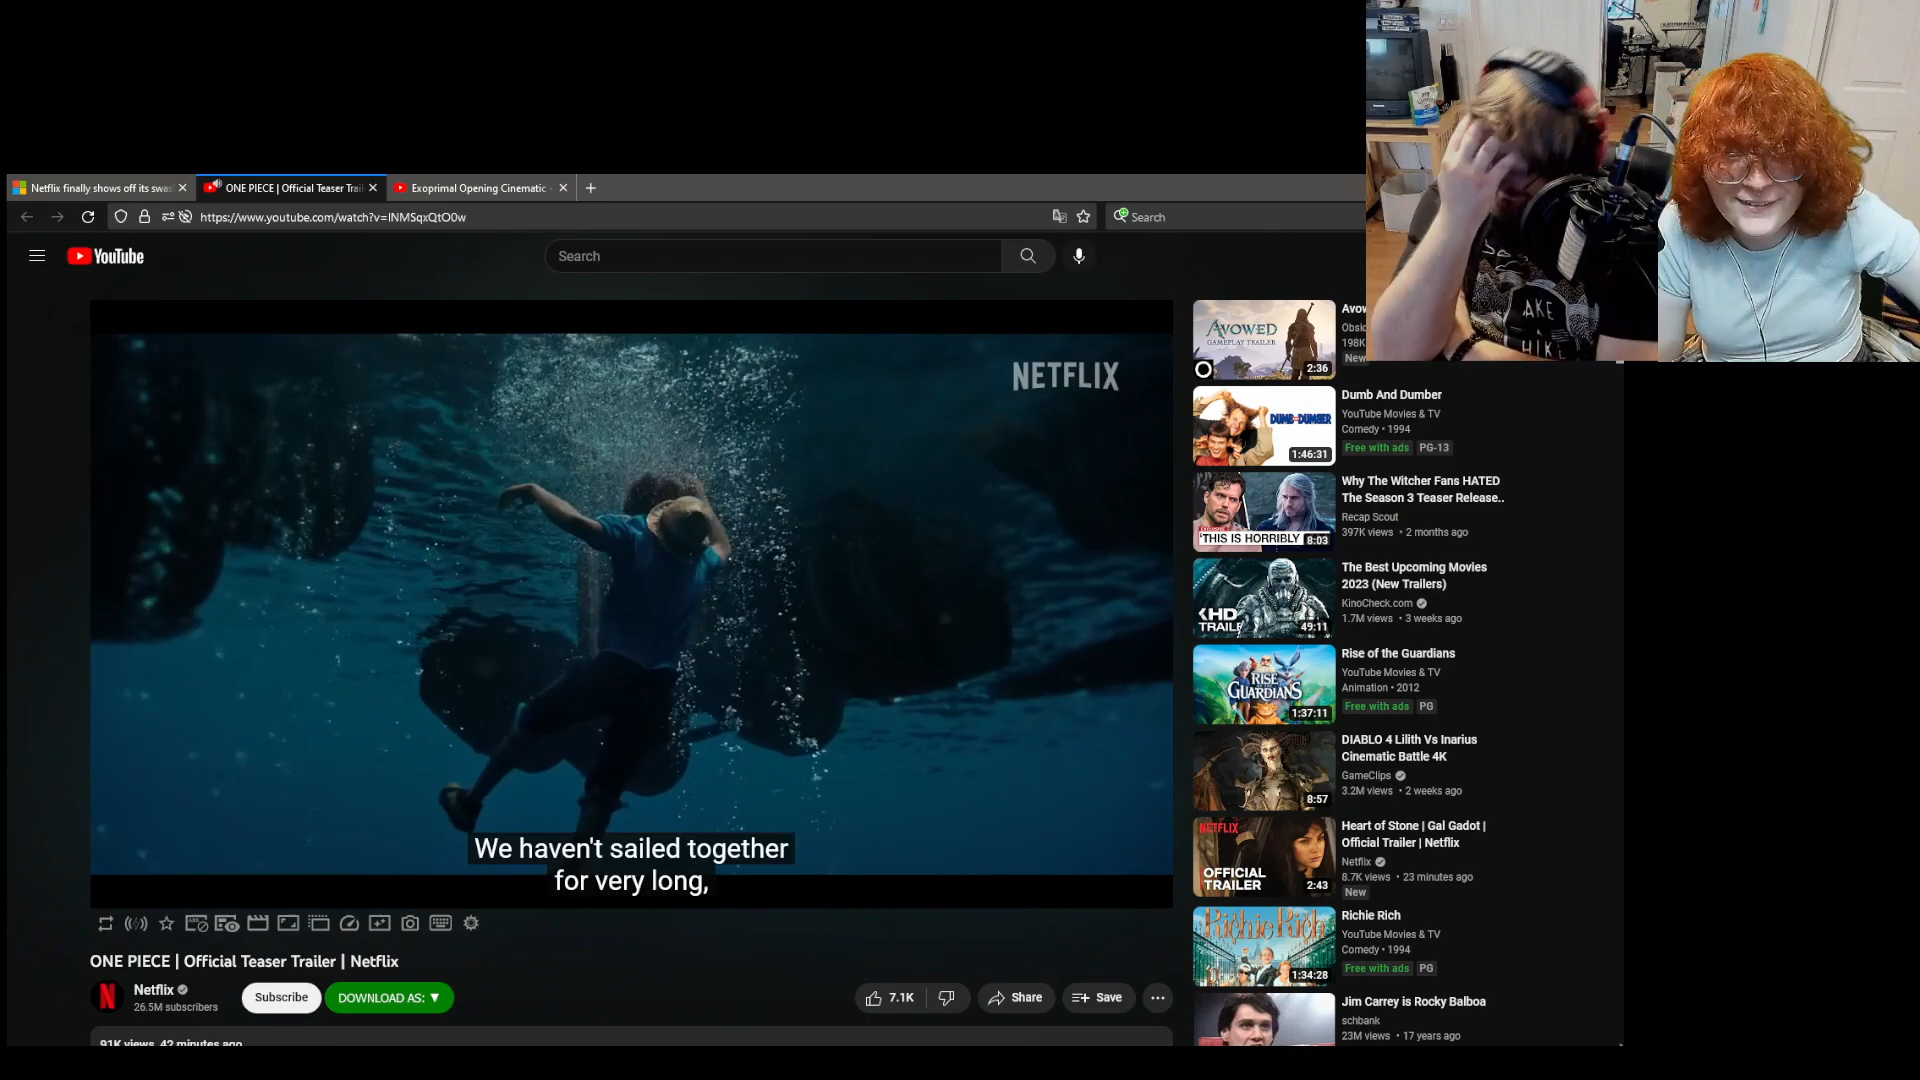 Netflix finally shows off its swas
ONE PIECE | Official Teaser Trai
Exoprimal Opening Cinematic -
https://www.youtube.com/watch?v=lNMSqxQtO0w
Search
YouTube
Search
NETFLIX
We haven't sailed together
for very long,
ONE PIECE | Official Teaser Trailer | Netflix
Netflix
26.5M subscribers
Subscribe
DOWNLOAD AS: ▼
7.1K
Share
Save
91K views 42 minutes ago
AVOWED
GAMEPLAY TRAILER
2:36
Avow
Obsid
198K
New
DUMB AND DUMBER
1:46:31
Dumb And Dumber
YouTube Movies & TV
Comedy • 1994
Free with ads PG-13
'THIS IS HORRIBLY
8:03
Why The Witcher Fans HATED
The Season 3 Teaser Release..
Recap Scout
397K views • 2 months ago
KHD
TRAILE
49:11
The Best Upcoming Movies
2023 (New Trailers)
KinoCheck.com
1.7M views • 3 weeks ago
RISE
GUARDIANS
1:37:11
Rise of the Guardians
YouTube Movies & TV
Animation • 2012
Free with ads PG
8:57
DIABLO 4 Lilith Vs Inarius
Cinematic Battle 4K
GameClips
3.2M views • 2 weeks ago
NETFLIX
OFFICIAL
TRAILER
2:43
Heart of Stone | Gal Gadot |
Official Trailer | Netflix
Netflix
8.7K views • 23 minutes ago
New
Richie Rich
1:34:28
Richie Rich
YouTube Movies & TV
Comedy • 1994
Free with ads PG
Jim Carrey is Rocky Balboa
schbank
23M views • 17 years ago
AKE
HIKE